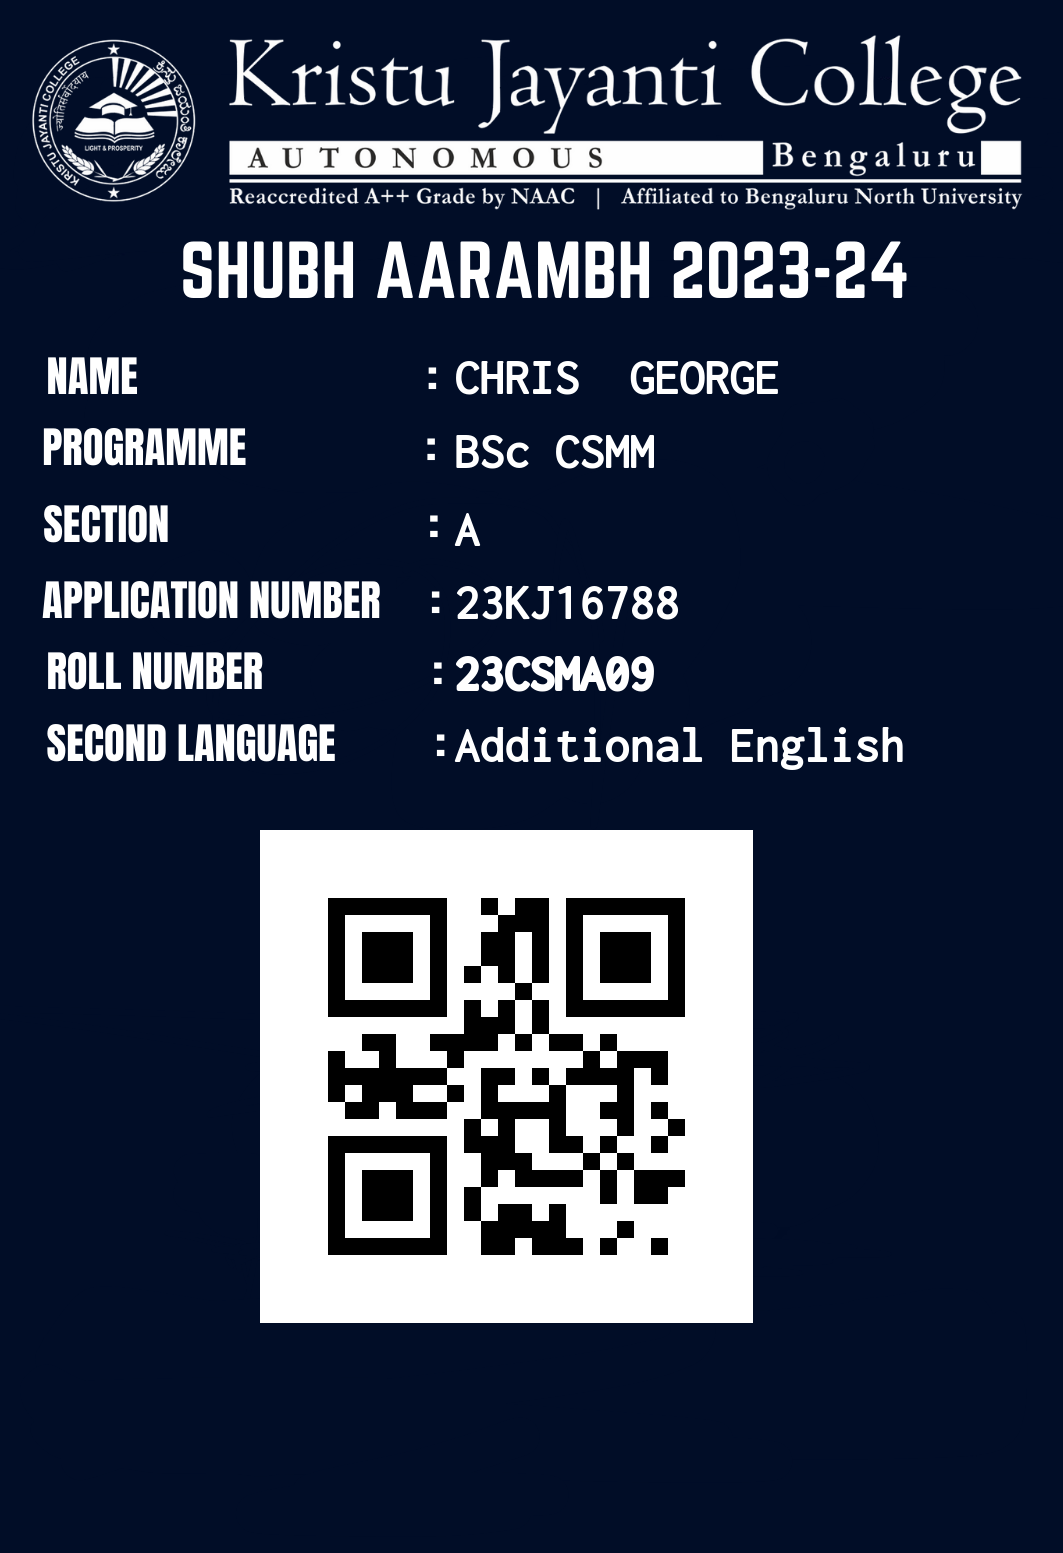 KRISTU JAYANTI COLLEGE
ಕ್ರಿಸ್ತು ಜಯಂತಿ ಕಾಲೇಜು
LIGHT & PROSPERITY
Kristu Jayanti College
AUTONOMOUS Bengaluru
Reaccredited A++ Grade by NAAC | Affiliated to Bengaluru North University
SHUBH AARAMBH 2023-24
NAME : CHRIS GEORGE
PROGRAMME : BSc CSMM
SECTION : A
APPLICATION NUMBER : 23KJ16788
ROLL NUMBER : 23CSMA09
SECOND LANGUAGE : Additional English